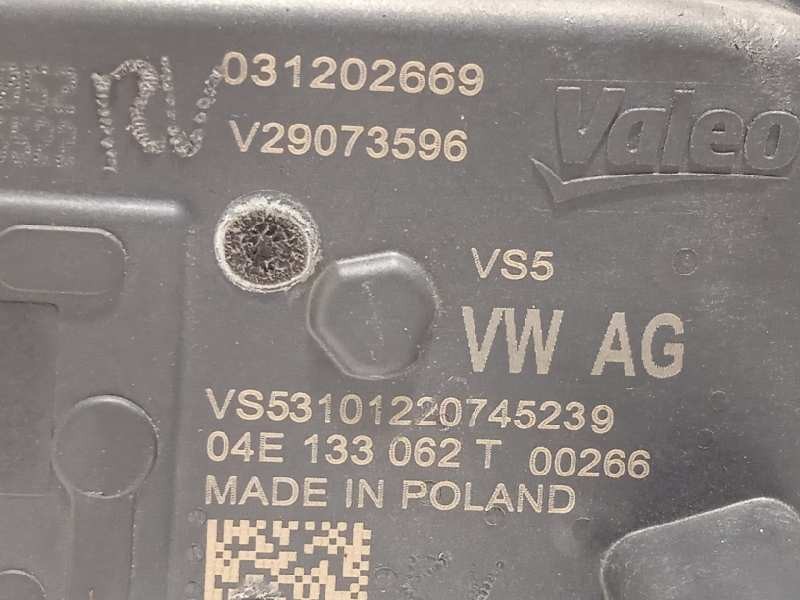 031202669
V29073596
Valeo
VS5
VW AG
VS53101220745239
04E 133 062 T 00266
MADE IN POLAND